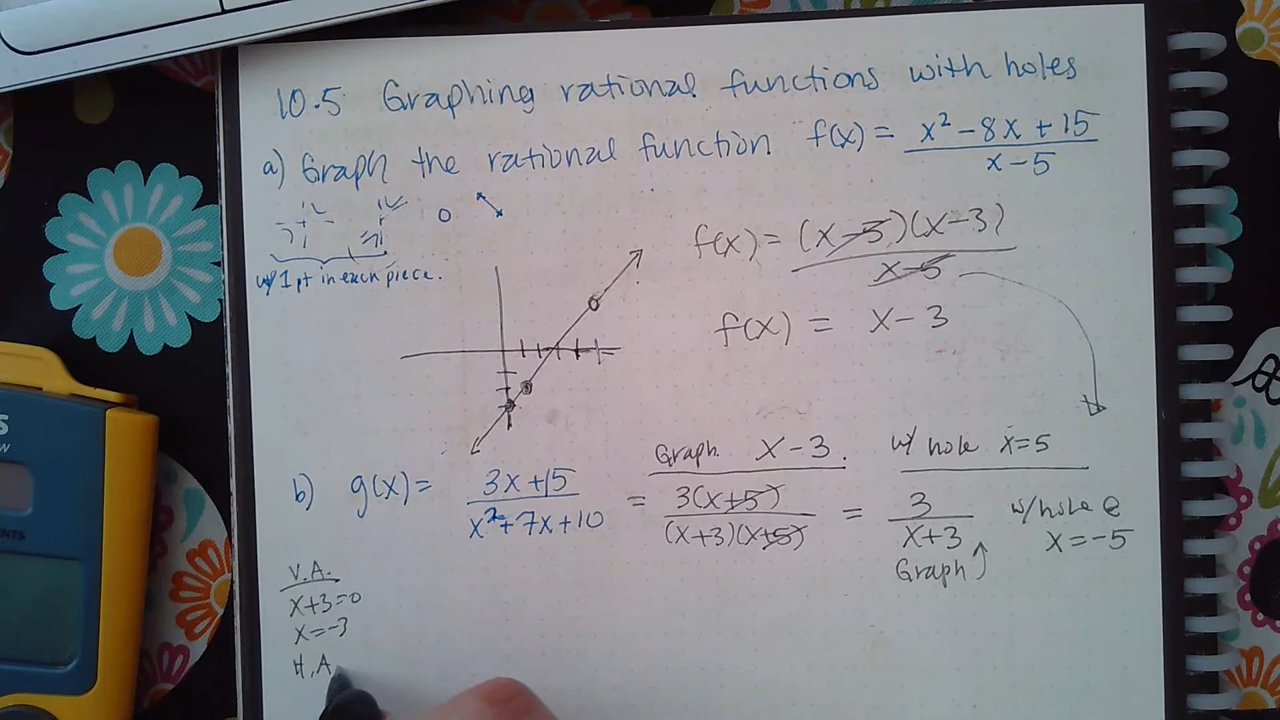 10.5 Graphing rational functions with holes
a) Graph the rational function f(x) = x² - 8x + 15 / x - 5
w/ 1 pt in each piece.
f(x) = (x-5)(x-3) / x-5
f(x) = x - 3
Graph x - 3. w/ hole x = 5
b) g(x) = 3x + 15 / x² + 7x + 10 = 3(x+5) / (x+3)(x+5) = 3 / x+3 w/ hole @ x = -5
Graph
V.A.
x+3=0
x=-3
H.A